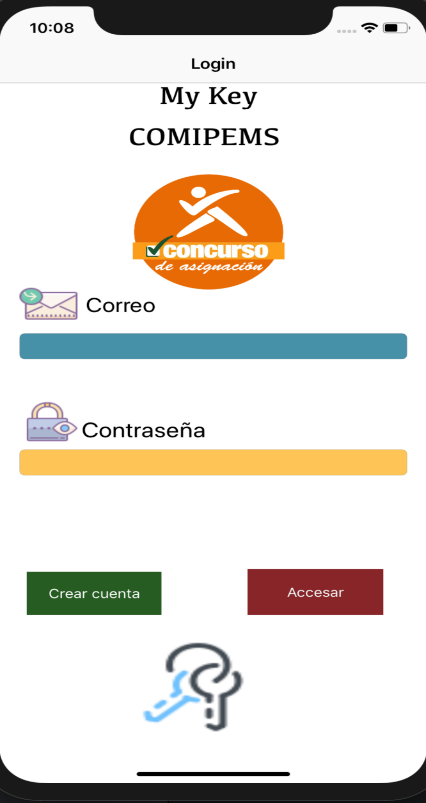 10:08
Login
My Key
COMIPEMS
CONCURSO
de asignación
Correo
Contraseña
Crear cuenta
Accesar